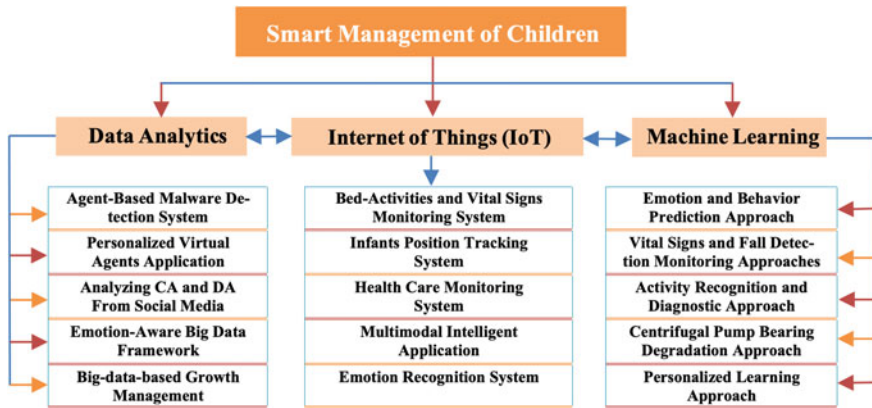 Smart Management of Children
Data Analytics
Internet of Things (IoT)
Machine Learning
Agent-Based Malware De-
tection System
Personalized Virtual
Agents Application
Analyzing CA and DA
From Social Media
Emotion-Aware Big Data
Framework
Big-data-based Growth
Management
Bed-Activities and Vital Signs
Monitoring System
Infants Position Tracking
System
Health Care Monitoring
System
Multimodal Intelligent
Application
Emotion Recognition System
Emotion and Behavior
Prediction Approach
Vital Signs and Fall Detec-
tion Monitoring Approaches
Activity Recognition and
Diagnostic Approach
Centrifugal Pump Bearing
Degradation Approach
Personalized Learning
Approach